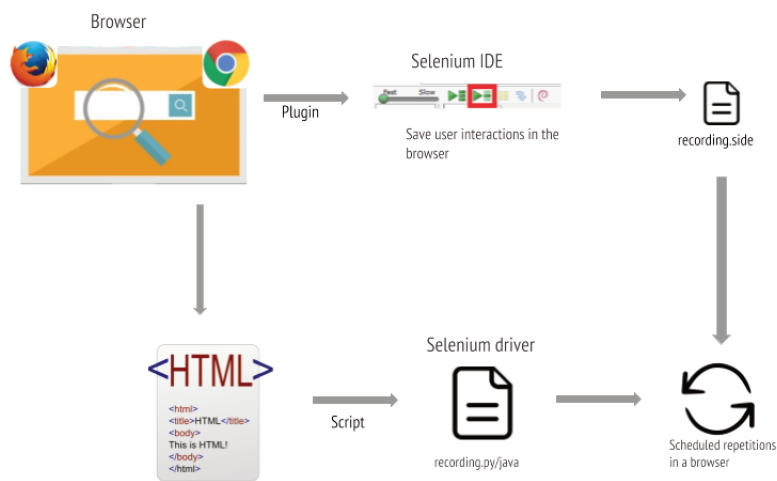 Browser
Selenium IDE
Fast Slow
Plugin
Save user interactions in the
browser
recording.side
<HTML>
<html>
<title>HTML</title>
<body>
This is HTML!
</body>
</html>
Script
Selenium driver
recording.py/java
Scheduled repetitions
in a browser